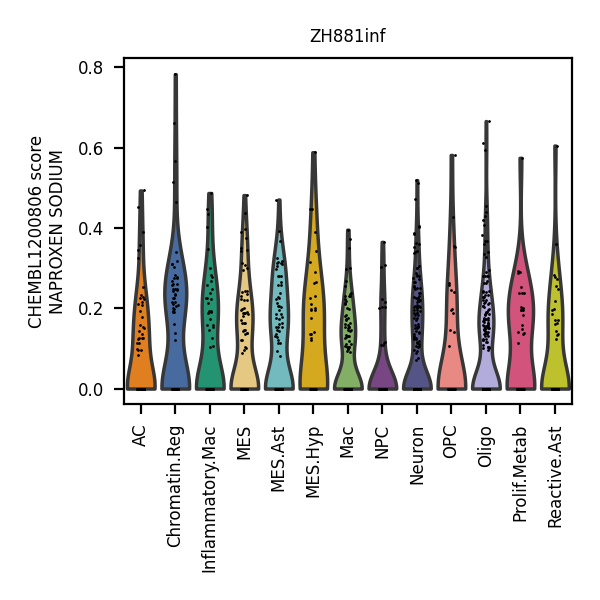 ZH881inf
CHEMBL1200806 score
NAPROXEN SODIUM
0.8
0.6
0.4
0.2
0.0
AC
Chromatin.Reg
Inflammatory.Mac
MES
MES.Ast
MES.Hyp
Mac
NPC
Neuron
OPC
Oligo
Prolif.Metab
Reactive.Ast